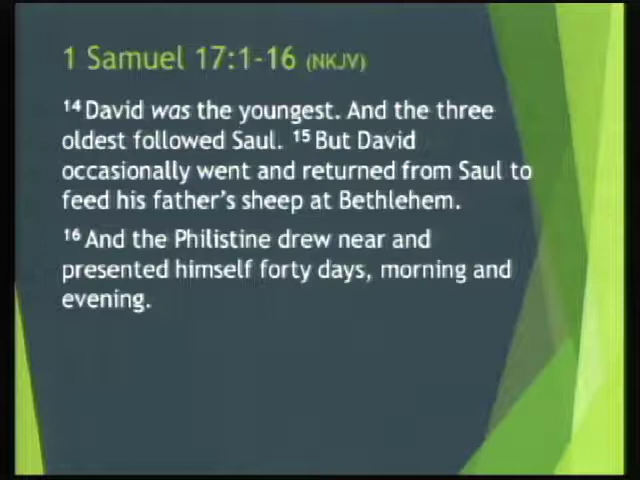 1 Samuel 17:1-16 (NKJV)
14 David was the youngest. And the three
oldest followed Saul. 15 But David
occasionally went and returned from Saul to
feed his father's sheep at Bethlehem.
16 And the Philistine drew near and
presented himself forty days, morning and
evening.